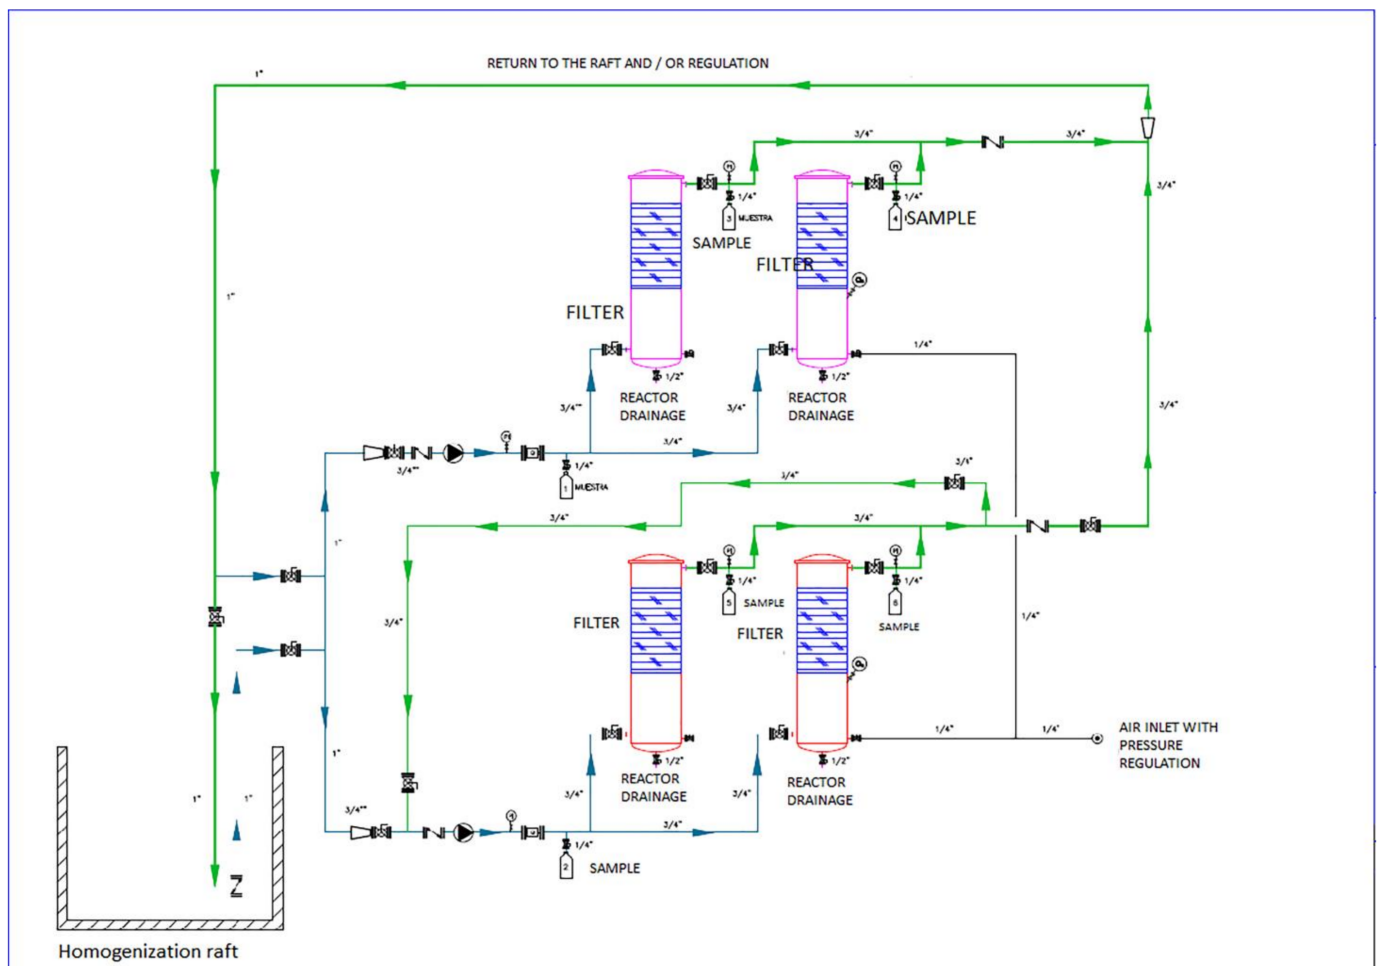 RETURN TO THE RAFT AND / OR REGULATION
1"
3/4"
3/4"
1/4"
3 MUESTRA
SAMPLE
1/4"
4 SAMPLE
3/4"
FILTER
1"
FILTER
1/4"
1/2"
1/2"
REACTOR
DRAINAGE
REACTOR
DRAINAGE
3/4""
3/4"
3/4"
3/4"
3/4""
1/4"
1 MUESTRA
3/4"
3/4"
1"
3/4"
3/4"
1/4"
5 SAMPLE
1/4"
6
SAMPLE
FILTER
FILTER
3/4"
1/4"
AIR INLET WITH
PRESSURE
REGULATION
1/4"
1/4"
1/2"
1/2"
REACTOR
DRAINAGE
REACTOR
DRAINAGE
1"
3/4"
3/4"
1"
1"
3/4""
3/4"
1/4"
2 SAMPLE
Homogenization raft